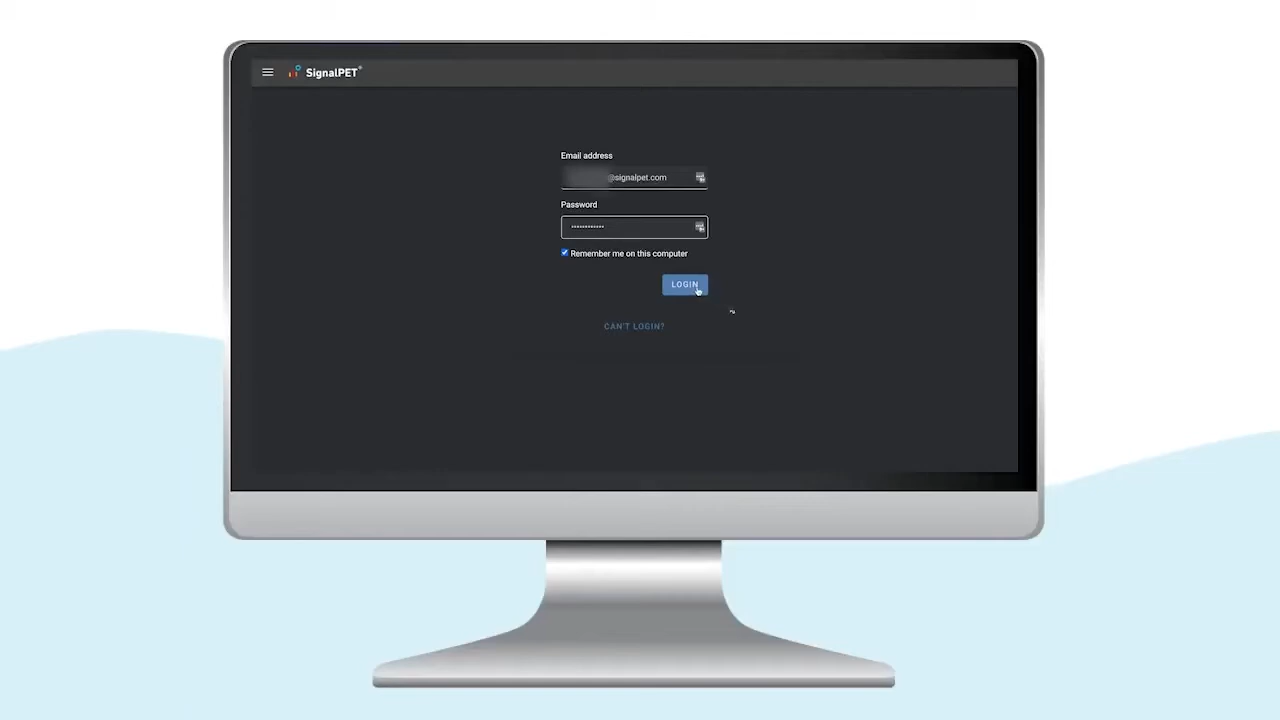 SignalPET®
Email address
@signalpet.com
Password
Remember me on this computer
LOGIN
CAN'T LOGIN?